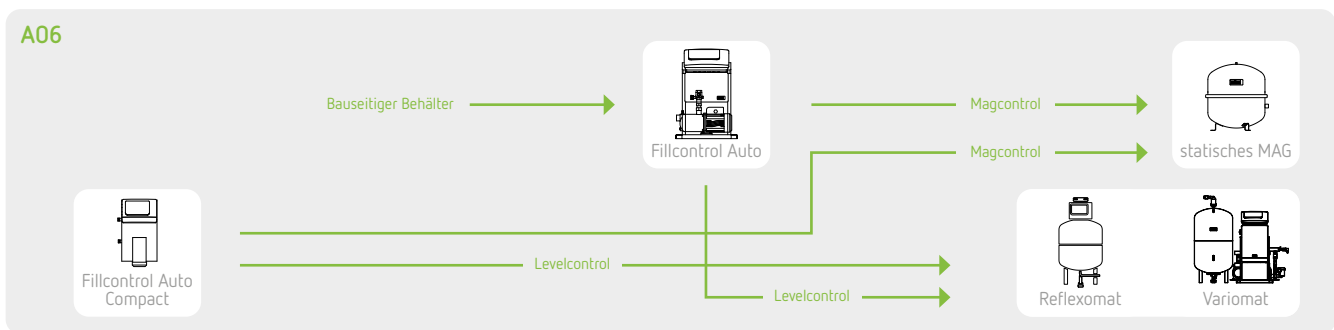 A06
Bauseitiger Behälter
Magcontrol
Fillcontrol Auto
Magcontrol
statisches MAG
Fillcontrol Auto
Compact
Levelcontrol
Levelcontrol
Reflexomat
Variomat